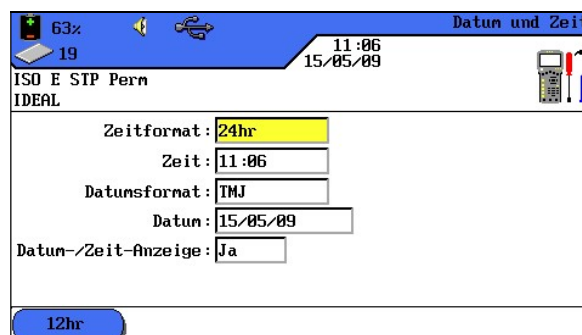 63% Datum und Zeit
19 11:06
15/05/09
ISO E STP Perm
IDEAL
Zeitformat: 24hr
Zeit: 11:06
Datumsformat: TMJ
Datum: 15/05/09
Datum-/Zeit-Anzeige: Ja
12hr